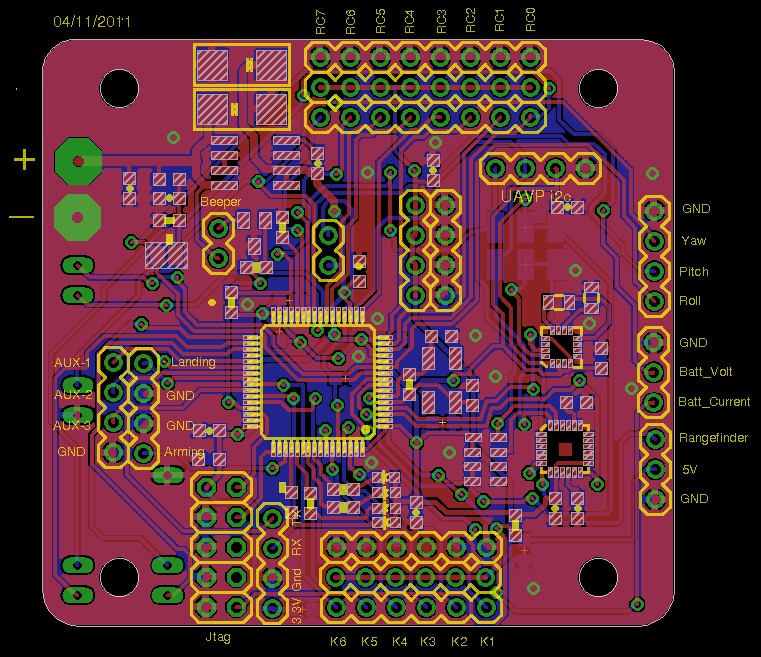 04/11/2011
RC7 RC6 RC5 RC4 RC3 RC2 RC1 RC0
+
UAVP i2c
Beeper
GND
Yaw
Pitch
Roll
GND
Batt_Volt
Batt_Current
Rangefinder
5V
GND
AUX-1 Landing
AUX-2 GND
AUX-3 GND
GND Arming
TX
RX
Gnd
3.3V
Jtag
K6 K5 K4 K3 K2 K1